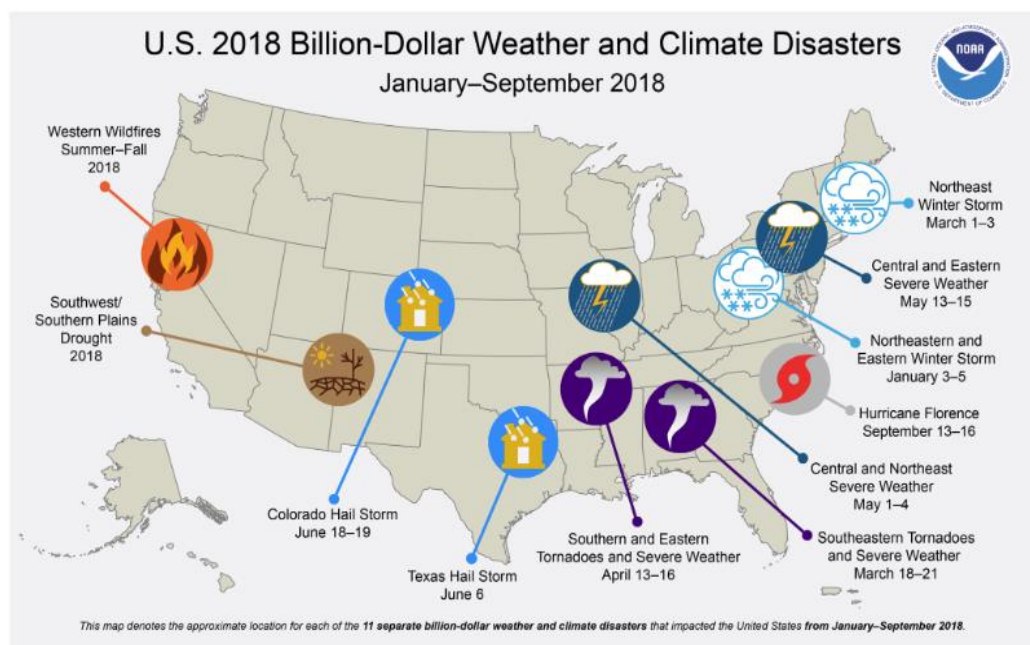 U.S. 2018 Billion-Dollar Weather and Climate Disasters
January–September 2018
NOAA
Western Wildfires
Summer–Fall
2018
Southwest/
Southern Plains
Drought
2018
Colorado Hail Storm
June 18–19
Texas Hail Storm
June 6
Southern and Eastern
Tornadoes and Severe Weather
April 13–16
Southeastern Tornadoes
and Severe Weather
March 18–21
Central and Northeast
Severe Weather
May 1–4
Hurricane Florence
September 13–16
Northeastern and
Eastern Winter Storm
January 3–5
Central and Eastern
Severe Weather
May 13–15
Northeast
Winter Storm
March 1–3
This map denotes the approximate location for each of the 11 separate billion-dollar weather and climate disasters that impacted the United States from January–September 2018.